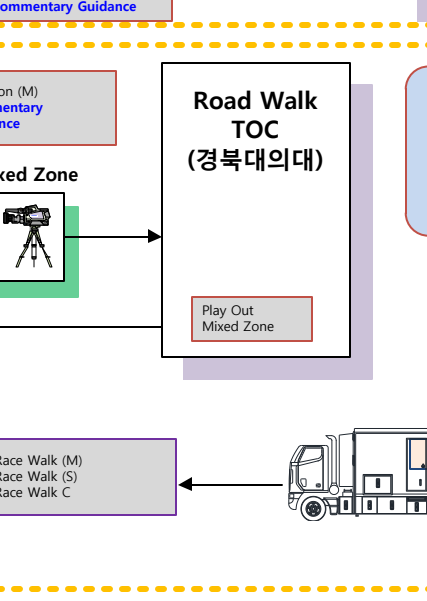 ommentary Guidance
on (M)
nentary
nce
xed Zone
Road Walk
TOC
(경북대의대)
Play Out
Mixed Zone
Race Walk (M)
Race Walk (S)
Race Walk C